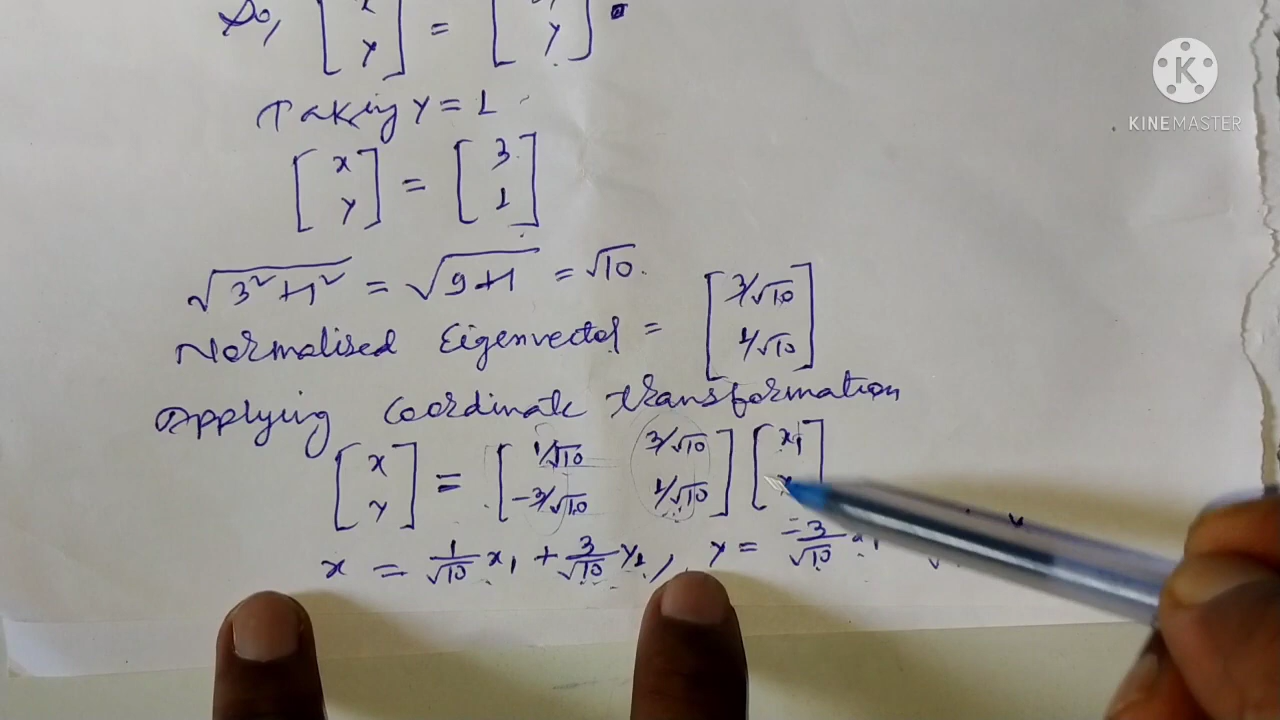 So, [ y ] = [ y ]
KINEMASTER
Taking y = 1
[ x y ] = [ 3 1 ]
√3²+1² = √9+1 = √10.
Normalised Eigenvector = [ 3/√10 1/√10 ]
Applying Coordinate transformation
[ x y ] = [ 1/√10 3/√10 -3/√10 1/√10 ] [ x₁ ]
x = 1/√10 x₁ + 3/√10 y₁, y = -3/√10